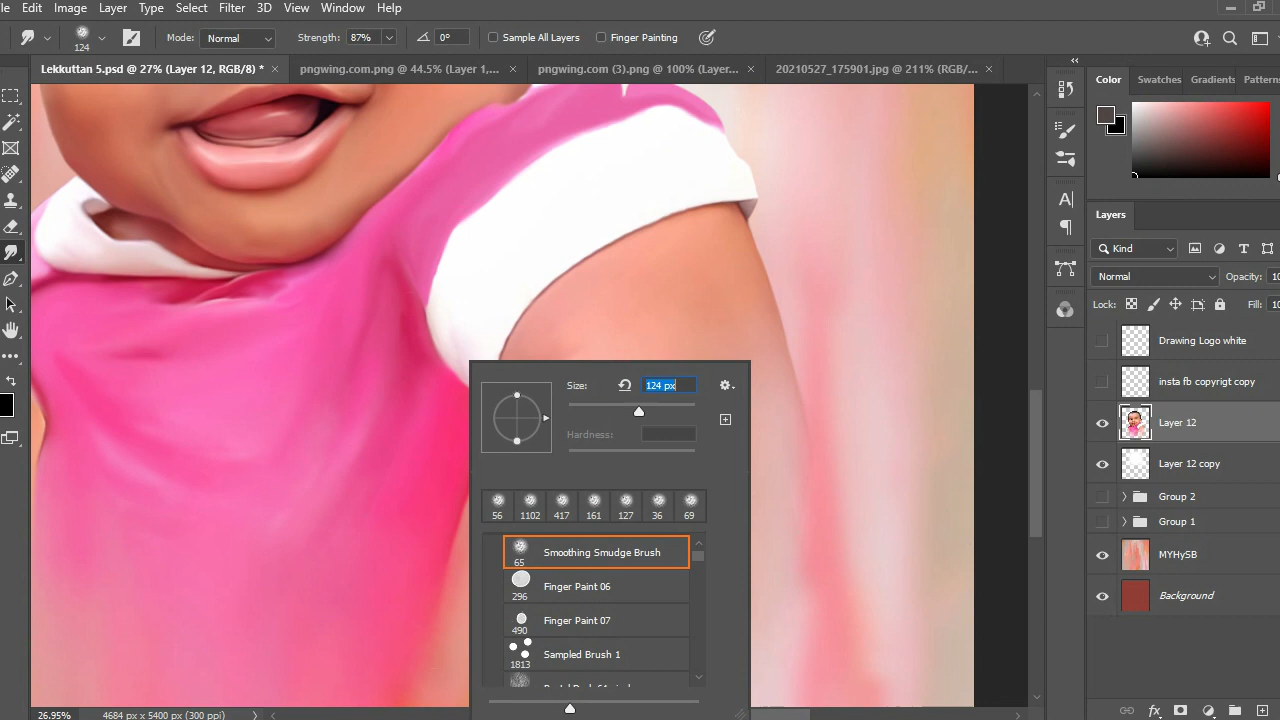 le Edit Image Layer Type Select Filter 3D View Window Help
124 Mode: Normal Strength: 87% 0° Sample All Layers Finger Painting
Lekkuttan 5.psd @ 27% (Layer 12, RGB/8) * × pngwing.com.png @ 44.5% (Layer 1,... × pngwing.com (3).png @ 100% (Layer... × 20210527_175901.jpg @ 211% (RGB/... ×
Color Swatches Gradients Pattern
Layers
Kind
Normal Opacity: 10
Lock: Fill: 10
Drawing Logo white
insta fb copyrigt copy
Layer 12
Layer 12 copy
Group 2
Group 1
MYHySB
Background
Size: 124 px
Hardness:
56 1102 417 161 127 36 69
Smoothing Smudge Brush
65
Finger Paint 06
296
Finger Paint 07
490
Sampled Brush 1
1813
26.95% 4684 px x 5400 px (300 ppi)